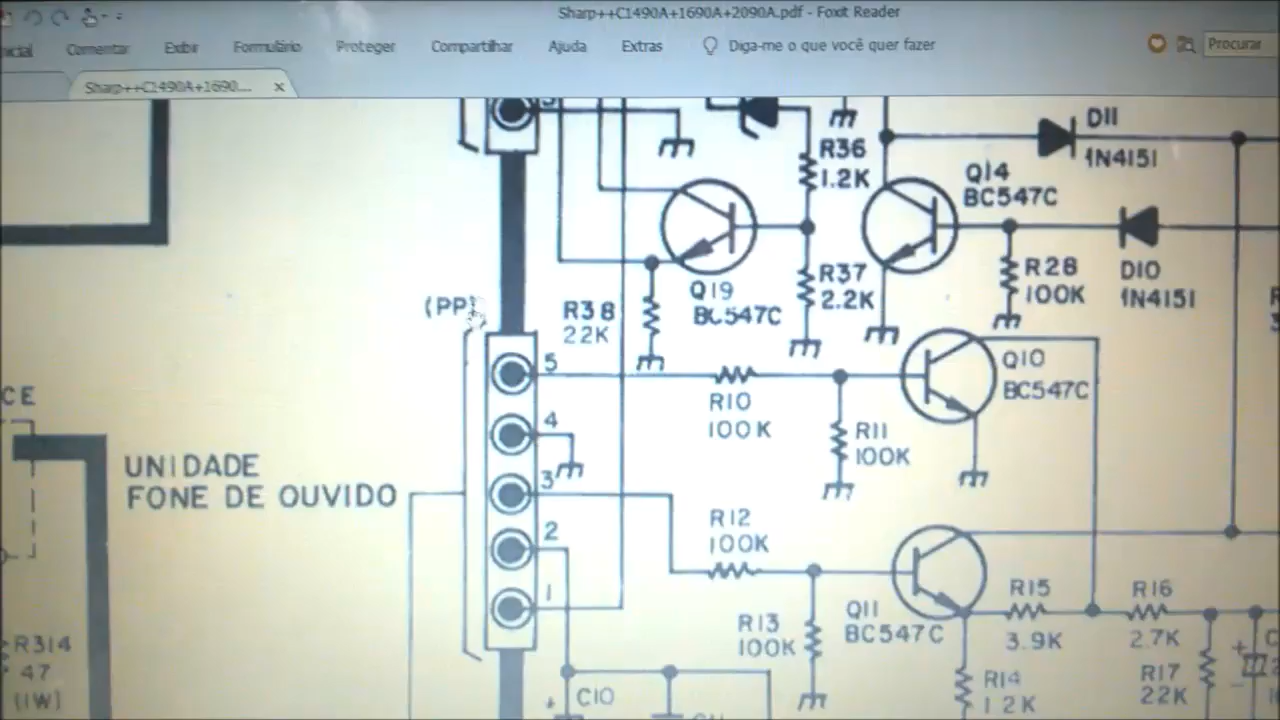 Sharp++C1490A+1690A+2090A.pdf - Foxit Reader
Comentar Exibir Formulário Proteger Compartilhar Ajuda Extras Diga-me o que você quer fazer Procurar
Sharp++C1490A+1690... ×
D11
1N4151
R36
1.2K
Q14
BC547C
R28
100K
D10
1N4151
R37
2.2K
Q19
BC547C
R38
22K
(PP)
5
4
3
2
1
Q10
BC547C
R10
100K
R11
100K
CE
UNIDADE
FONE DE OUVIDO
R12
100K
R13
100K
Q11
BC547C
R15
3.9K
R16
2.7K
R14
1.2K
R17
22K
R314
47
(1W)
+
C10
+
-